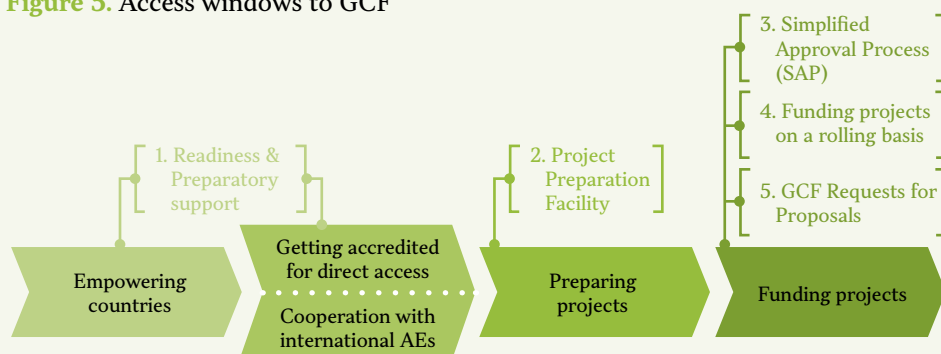 Figure 5. Access windows to GCF
3. Simplified
Approval Process
(SAP)
4. Funding projects
on a rolling basis
5. GCF Requests for
Proposals
1. Readiness &
Preparatory
support
2. Project
Preparation
Facility
Empowering
countries
Getting accredited
for direct access
Cooperation with
international AEs
Preparing
projects
Funding projects